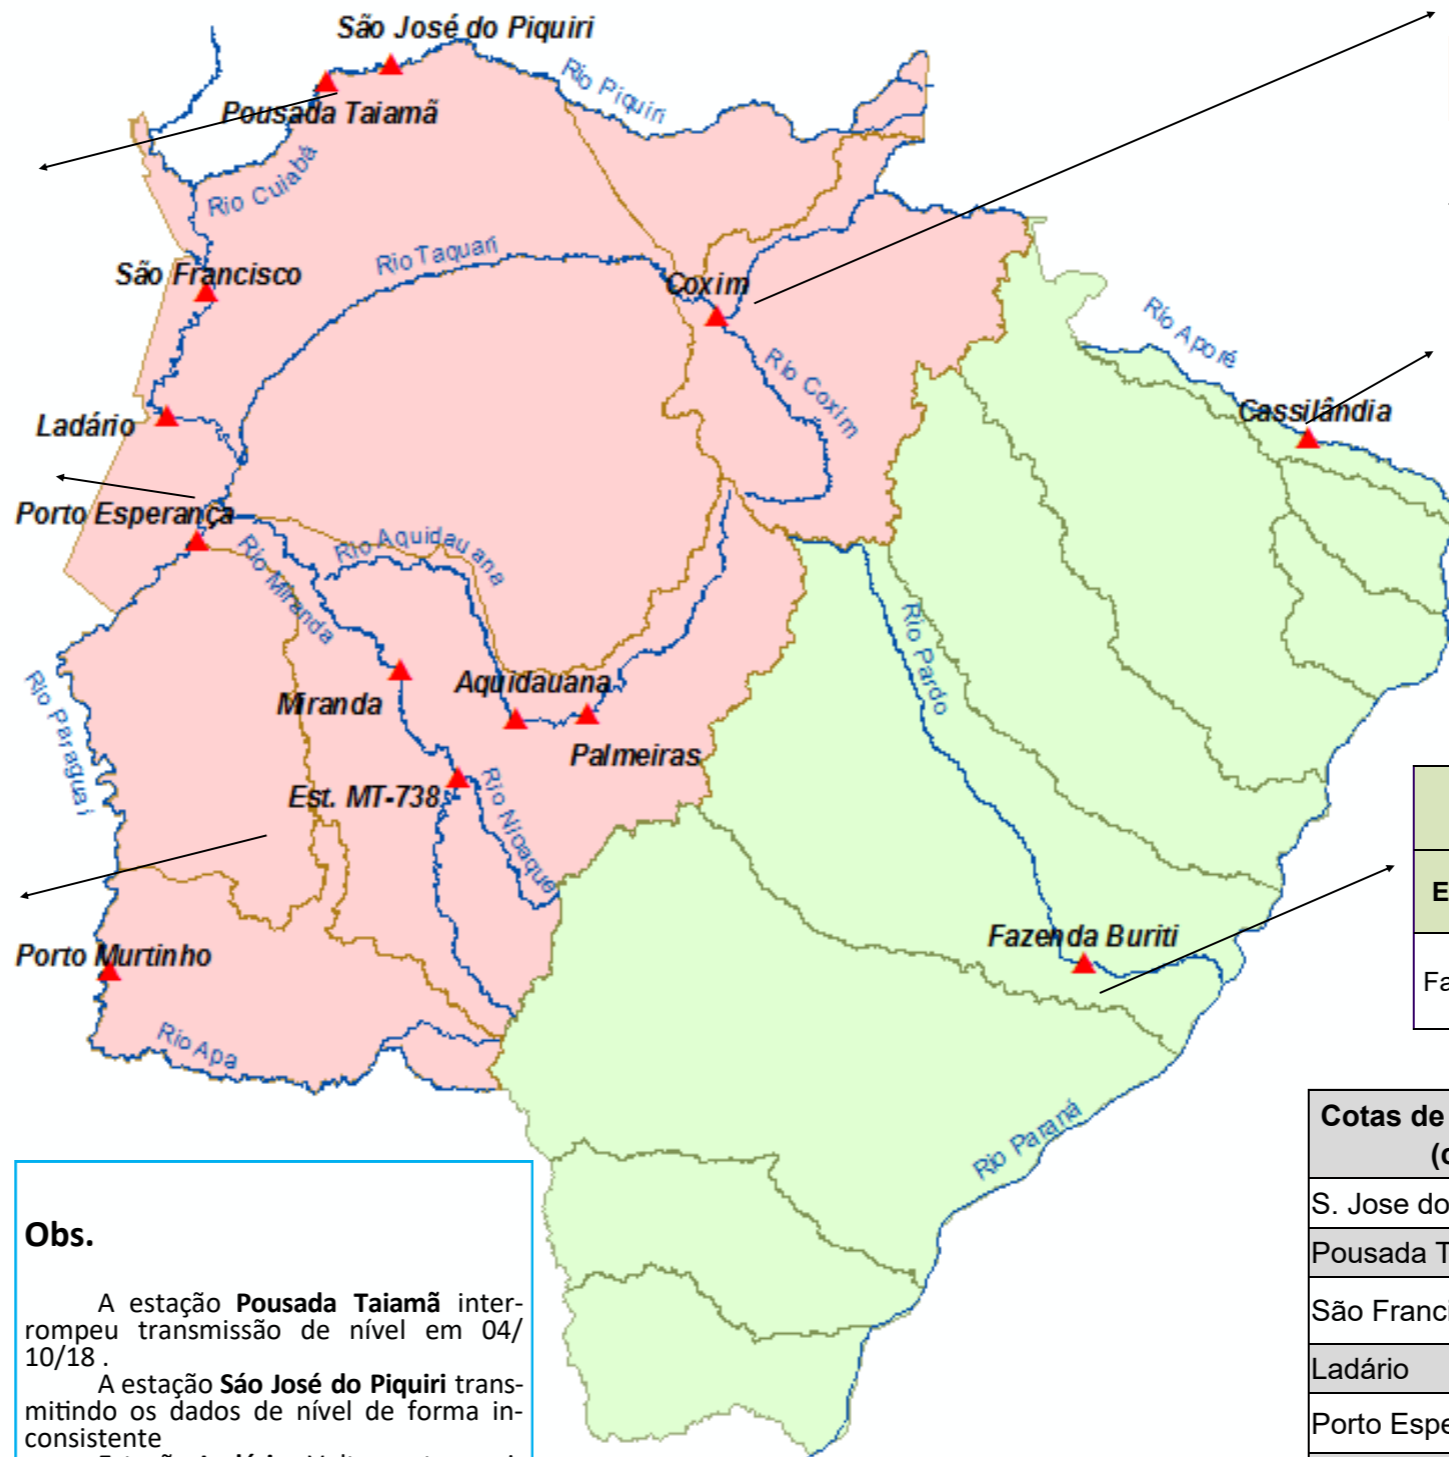 São José do Piquiri
Rio Piquiri
Pousada Taiamã
Rio Cuiabá
Rio Taquari
São Francisco
Coxim
Rio Aporé
Rio Coxim
Cassilândia
Ladário
Porto Esperança
Rio Aquidauana
Rio Miranda
Rio Pardo
Rio Paraguai
Aquidauana
Miranda
Palmeiras
Est. MT-738
Rio Nioaque
Fazenda Buriti
Porto Murtinho
Rio Apa
Rio Paraná
E
Fa
Cotas de
(c
S. Jose do
Pousada T
São Franci
Ladário
Porto Espe
Obs.
A estação Pousada Taiamã inter-
rompeu transmissão de nível em 04/
10/18 .
A estação Sáo José do Piquiri trans-
mitindo os dados de nível de forma in-
consistente